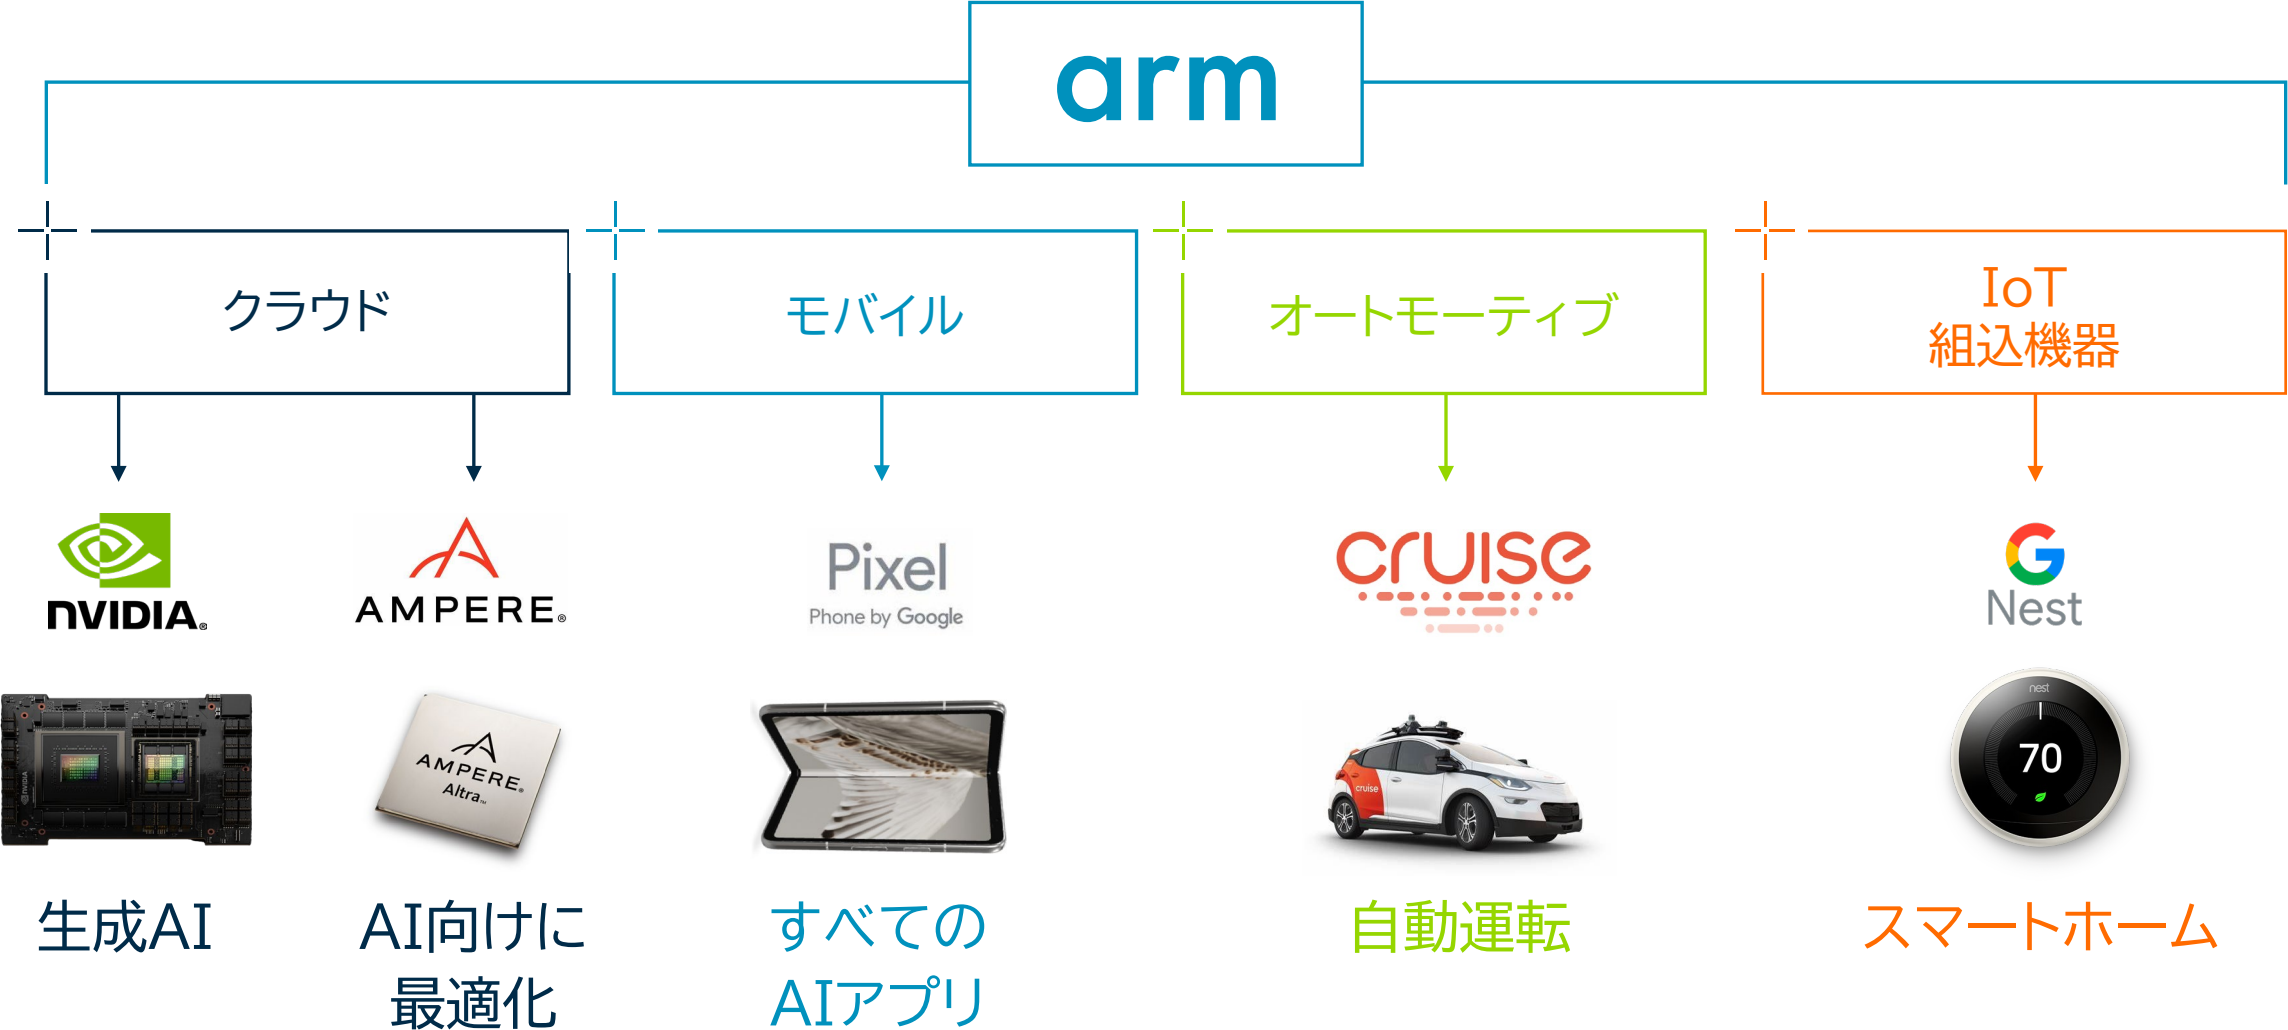 arm
クラウド
モバイル
オートモーティブ
IoT
組込機器
NVIDIA®
AMPERE®
Pixel
Phone by Google
cruise
G
Nest
NVIDIA
AMPERE®
Altra™
cruise
nest
70
生成AI
AI向けに
最適化
すべての
AIアプリ
自動運転
スマートホーム